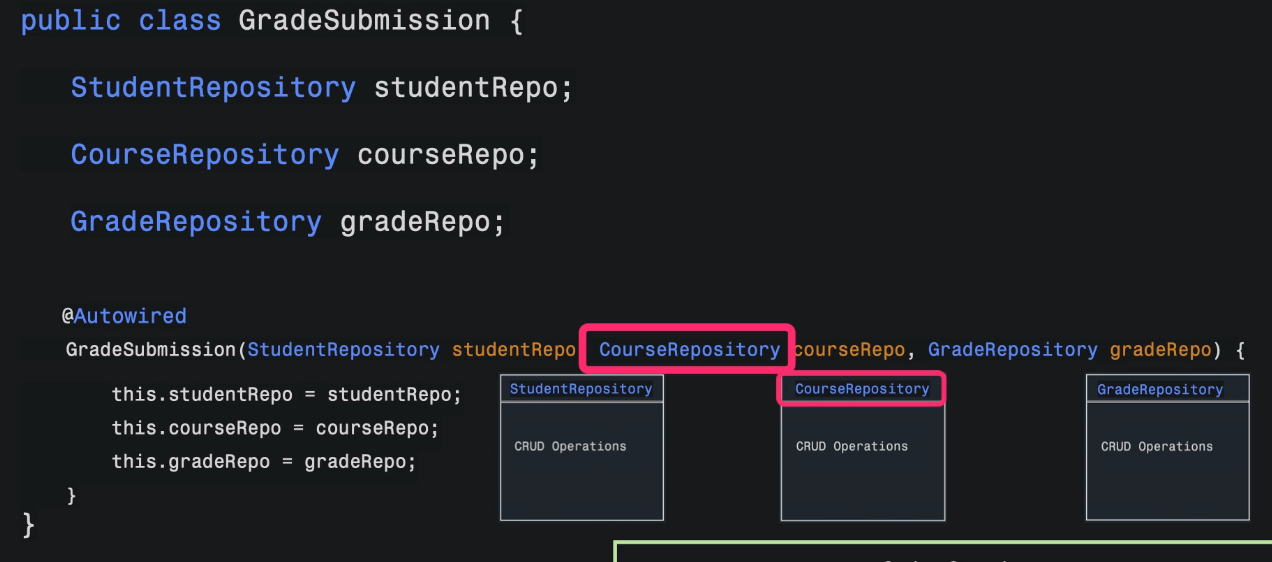 public class GradeSubmission {
StudentRepository studentRepo;
CourseRepository courseRepo;
GradeRepository gradeRepo;
@Autowired
GradeSubmission(StudentRepository studentRepo CourseRepository courseRepo, GradeRepository gradeRepo) {
this.studentRepo = studentRepo;
this.courseRepo = courseRepo;
this.gradeRepo = gradeRepo;
}
}
StudentRepository
CRUD Operations
CourseRepository
CRUD Operations
GradeRepository
CRUD Operations